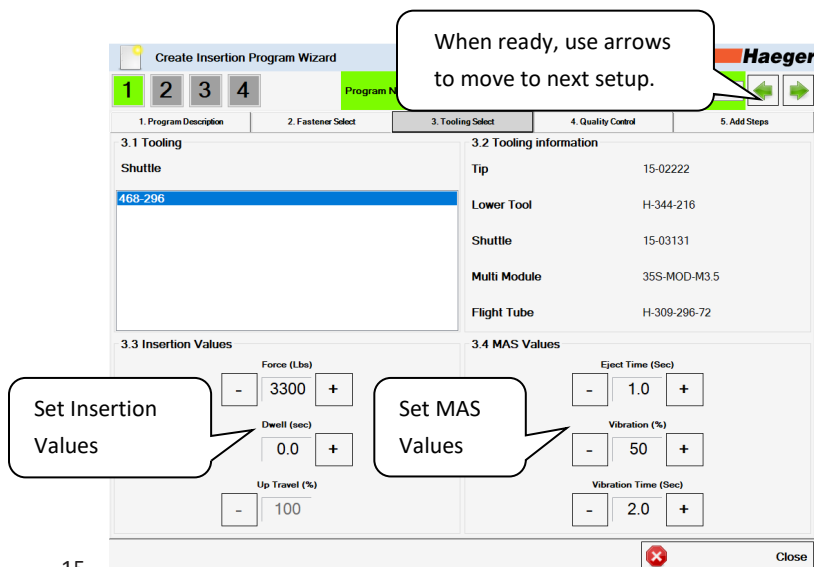 When ready, use arrows
to move to next setup.
Create Insertion Program Wizard
Haeger
1 2 3 4
Program N
1. Program Description 2. Fastener Select 3. Tooling Select 4. Quality Control 5. Add Steps
3.1 Tooling
Shuttle
468-296
3.2 Tooling information
Tip 15-02222
Lower Tool H-344-216
Shuttle 15-03131
Multi Module 35S-MOD-M3.5
Flight Tube H-309-296-72
3.3 Insertion Values
Force (Lbs)
- 3300 +
Dwell (sec)
0.0 +
Up Travel (%)
- 100
Set Insertion
Values
3.4 MAS Values
Eject Time (Sec)
- 1.0 +
Vibration (%)
- 50 +
Vibration Time (Sec)
- 2.0 +
Set MAS
Values
Close
15